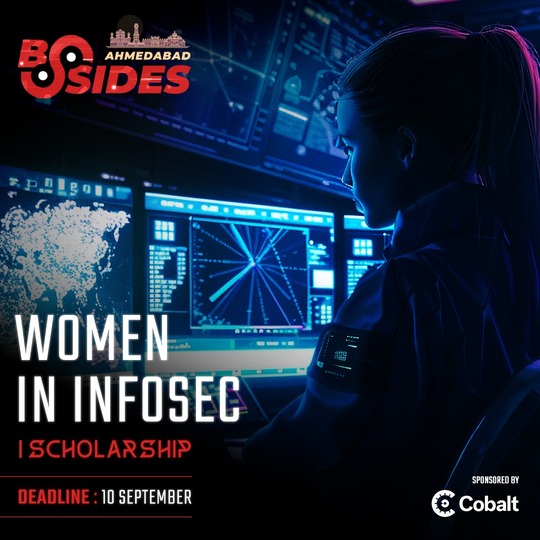 BSIDES
AHMEDABAD
WOMEN
IN INFOSEC
| SCHOLARSHIP
DEADLINE : 10 SEPTEMBER
SPONSORED BY
Cobalt